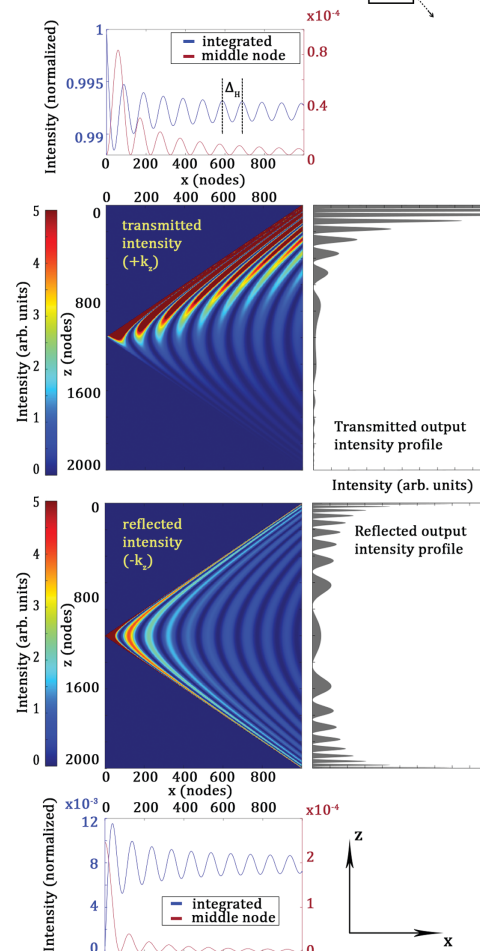 x10⁻⁴
1
0.995
0.99
Intensity (normalized)
integrated
middle node
Δ_H
0.8
0.4
0
0 200 400 600 800
x (nodes)
0 200 400 600 800
5
4
3
2
1
0
Intensity (arb. units)
0
800
1600
2000
z (nodes)
transmitted
intensity
(+k_z)
Transmitted output
intensity profile
Intensity (arb. units)
5
4
3
2
1
0
Intensity (arb. units)
0
800
1600
2000
z (nodes)
reflected
intensity
(-k_z)
Reflected output
intensity profile
0 200 400 600 800
x (nodes)
x10⁻³
0 200 400 600 800
x10⁻⁴
12
8
4
0
Intensity (normalized)
integrated
middle node
2
1
0
z
x